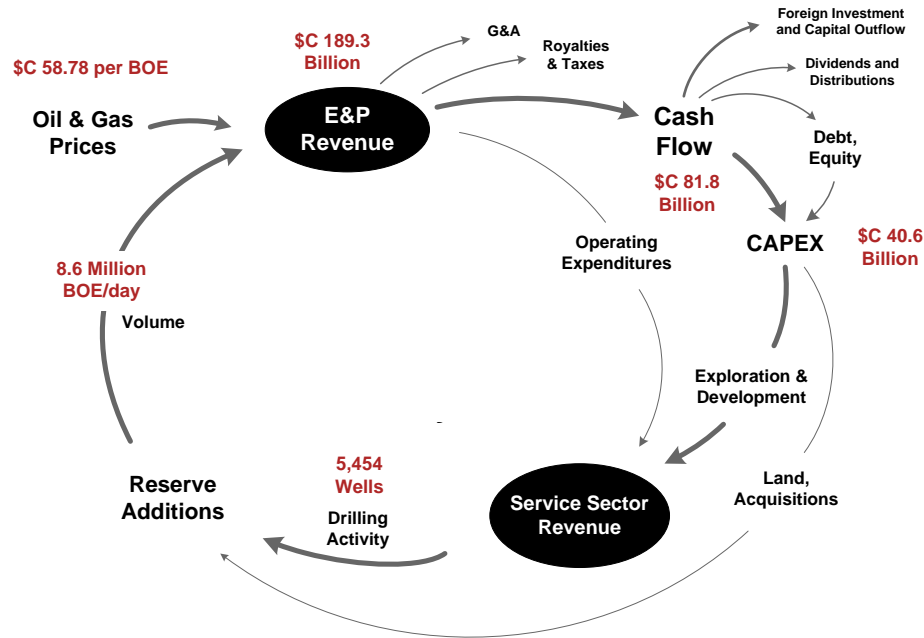 Foreign Investment
and Capital Outflow
G&A
$C 189.3
Billion
Royalties
& Taxes
$C 58.78 per BOE
Dividends and
Distributions
Oil & Gas
Prices
E&P
Revenue
Cash
Flow
Debt,
Equity
$C 81.8
Billion
CAPEX
$C 40.6
Billion
Operating
Expenditures
8.6 Million
BOE/day
Volume
Exploration &
Development
5,454
Wells
Reserve
Additions
Drilling
Activity
Service Sector
Revenue
Land,
Acquisitions